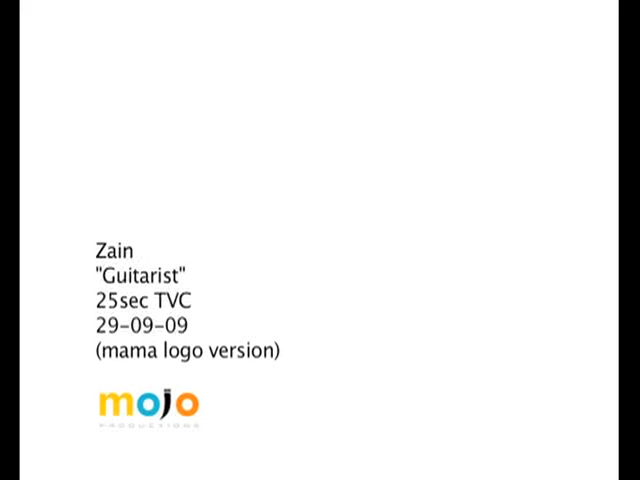 Zain
"Guitarist"
25sec TVC
29-09-09
(mama logo version)
mojo
PRODUCTIONS